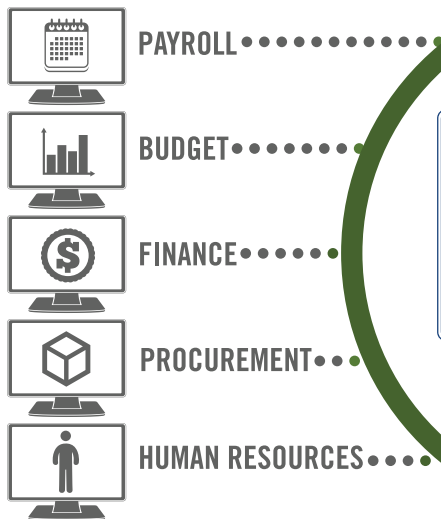 PAYROLL
BUDGET
FINANCE
PROCUREMENT
HUMAN RESOURCES